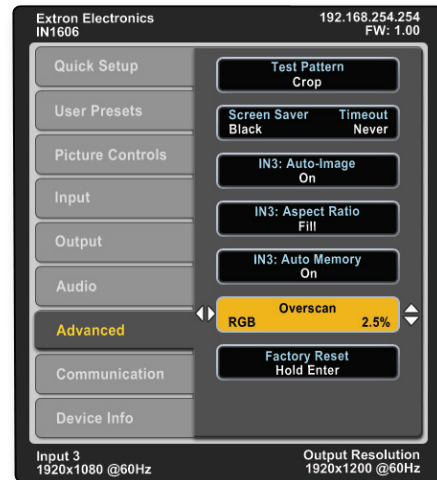 Extron Electronics
IN1606
192.168.254.254
FW: 1.00
Quick Setup
User Presets
Picture Controls
Input
Output
Audio
Advanced
Communication
Device Info
Test Pattern
Crop
Screen Saver Timeout
Black Never
IN3: Auto-Image
On
IN3: Aspect Ratio
Fill
IN3: Auto Memory
On
Overscan
RGB 2.5%
Factory Reset
Hold Enter
Input 3
1920x1080 @60Hz
Output Resolution
1920x1200 @60Hz